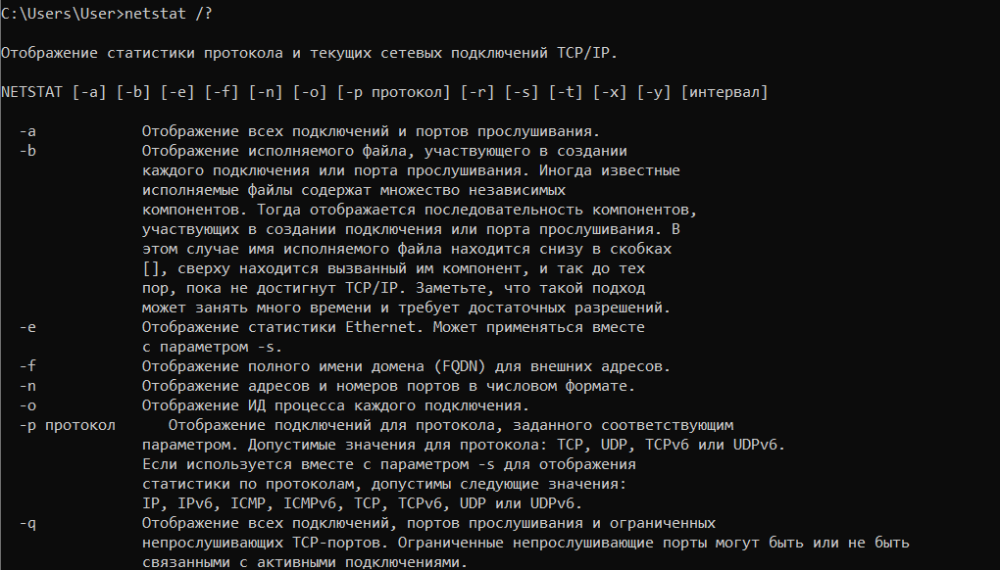 C:\Users\User>netstat /?
Отображение статистики протокола и текущих сетевых подключений TCP/IP.
NETSTAT [-a] [-b] [-e] [-f] [-n] [-o] [-p протокол] [-r] [-s] [-t] [-x] [-y] [интервал]
-a Отображение всех подключений и портов прослушивания.
-b Отображение исполняемого файла, участвующего в создании
каждого подключения или порта прослушивания. Иногда известные
исполняемые файлы содержат множество независимых
компонентов. Тогда отображается последовательность компонентов,
участвующих в создании подключения или порта прослушивания. В
этом случае имя исполняемого файла находится снизу в скобках
[], сверху находится вызванный им компонент, и так до тех
пор, пока не достигнут TCP/IP. Заметьте, что такой подход
может занять много времени и требует достаточных разрешений.
-e Отображение статистики Ethernet. Может применяться вместе
с параметром -s.
-f Отображение полного имени домена (FQDN) для внешних адресов.
-n Отображение адресов и номеров портов в числовом формате.
-o Отображение ИД процесса каждого подключения.
-p протокол Отображение подключений для протокола, заданного соответствующим
параметром. Допустимые значения для протокола: TCP, UDP, TCPv6 или UDPv6.
Если используется вместе с параметром -s для отображения
статистики по протоколам, допустимы следующие значения:
IP, IPv6, ICMP, ICMPv6, TCP, TCPv6, UDP или UDPv6.
-q Отображение всех подключений, портов прослушивания и ограниченных
непрослушивающих TCP-портов. Ограниченные непрослушивающие порты могут быть или не быть
связанными с активными подключениями.